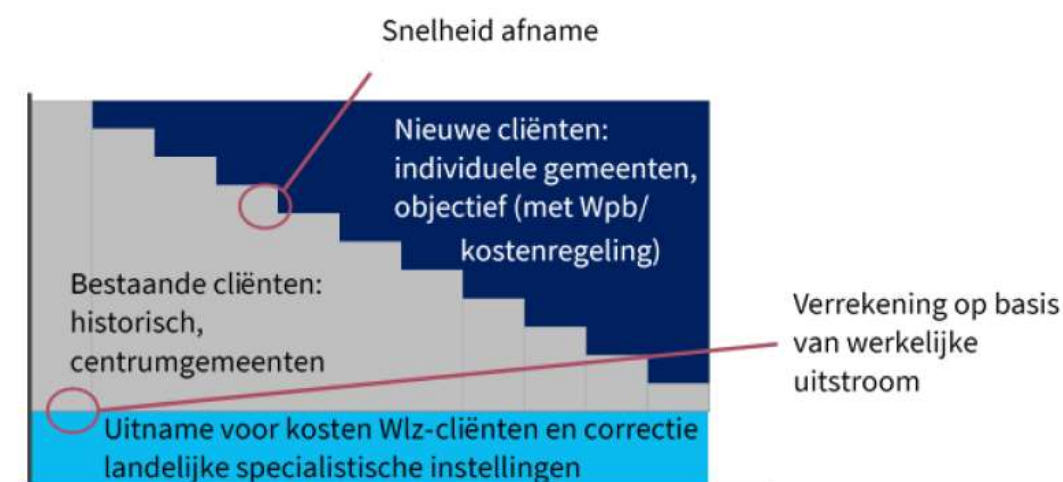 Snelheid afname
Nieuwe cliënten:
individuele gemeenten,
objectief (met Wpb/
kostenregeling)
Bestaande cliënten:
historisch,
centrumgemeenten
Verrekening op basis
van werkelijke
uitstroom
Uitname voor kosten Wlz-cliënten en correctie
landelijke specialistische instellingen